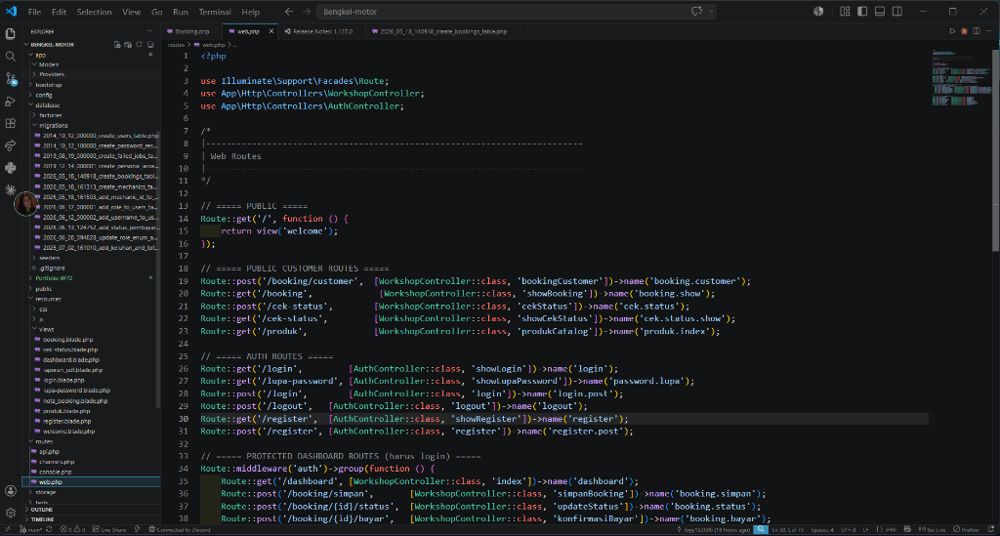 File Edit Selection View Go Run Terminal Help
Bengkel-motor
EXPLORER
BENGKEL-MOTOR
app
Models
Providers
bootstrap
config
database
factories
migrations
2014_10_12_000000_create_users_table.php
2014_10_12_100000_create_password_res...
2019_08_19_000000_create_failed_jobs_ta...
2019_12_14_000001_create_personal_acce...
2026_05_18_140918_create_bookings_tabl...
2026_05_18_161313_create_mechanics_ta...
2026_05_18_161503_add_mechanic_id_to_...
2026_06_12_000001_add_role_to_users_ta...
2026_06_12_000002_add_username_to_us...
2026_06_13_124752_add_status_pembayar...
2026_06_28_094828_update_role_enum_a...
2026_07_02_161010_add_keluhan_and_tot...
seeders
.gitignore
Portfolio WP2
public
resources
css
js
views
booking.blade.php
cek-status.blade.php
dashboard.blade.php
laporan_pdf.blade.php
login.blade.php
lupa-password.blade.php
nota_booking.blade.php
produk.blade.php
register.blade.php
welcome.blade.php
routes
api.php
channels.php
console.php
web.php
storage
tests
OUTLINE
TIMELINE
Booking.php
web.php
Release Notes: 1.127.0
2026_05_18_140918_create_bookings_table.php
routes > web.php > ...
1 <?php
2
3 use Illuminate\Support\Facades\Route;
4 use App\Http\Controllers\WorkshopController;
5 use App\Http\Controllers\AuthController;
6
7 /*
8 |--------------------------------------------------------------------------
9 | Web Routes
10 |--------------------------------------------------------------------------
11 */
12
13 // ===== PUBLIC =====
14 Route::get('/', function () {
15     return view('welcome');
16 });
17
18 // ===== PUBLIC CUSTOMER ROUTES =====
19 Route::post('/booking/customer', [WorkshopController::class, 'bookingCustomer'])->name('booking.customer');
20 Route::get('/booking', [WorkshopController::class, 'showBooking'])->name('booking.show');
21 Route::post('/cek-status', [WorkshopController::class, 'cekStatus'])->name('cek.status');
22 Route::get('/cek-status', [WorkshopController::class, 'showCekStatus'])->name('cek.status.show');
23 Route::get('/produk', [WorkshopController::class, 'produkCatalog'])->name('produk.index');
24
25 // ===== AUTH ROUTES =====
26 Route::get('/login', [AuthController::class, 'showLogin'])->name('login');
27 Route::get('/lupa-password', [AuthController::class, 'showLupaPassword'])->name('password.lupa');
28 Route::post('/login', [AuthController::class, 'login'])->name('login.post');
29 Route::post('/logout', [AuthController::class, 'logout'])->name('logout');
30 Route::get('/register', [AuthController::class, 'showRegister'])->name('register');
31 Route::post('/register', [AuthController::class, 'register'])->name('register.post');
32
33 // ===== PROTECTED DASHBOARD ROUTES (harus login) =====
34 Route::middleware('auth')->group(function () {
35     Route::get('/dashboard', [WorkshopController::class, 'index'])->name('dashboard');
36     Route::post('/booking/simpan', [WorkshopController::class, 'simpanBooking'])->name('booking.simpan');
37     Route::post('/booking/{id}/status', [WorkshopController::class, 'updateStatus'])->name('booking.status');
38     Route::post('/booking/{id}/bayar', [WorkshopController::class, 'konfirmasiBayar'])->name('booking.bayar');
main* 0 0 Live Share Connected to Discord (18 hours ago) Ln 30, Col 73 Spaces: 4 UTF-8 LF PHP Go Live Prettier